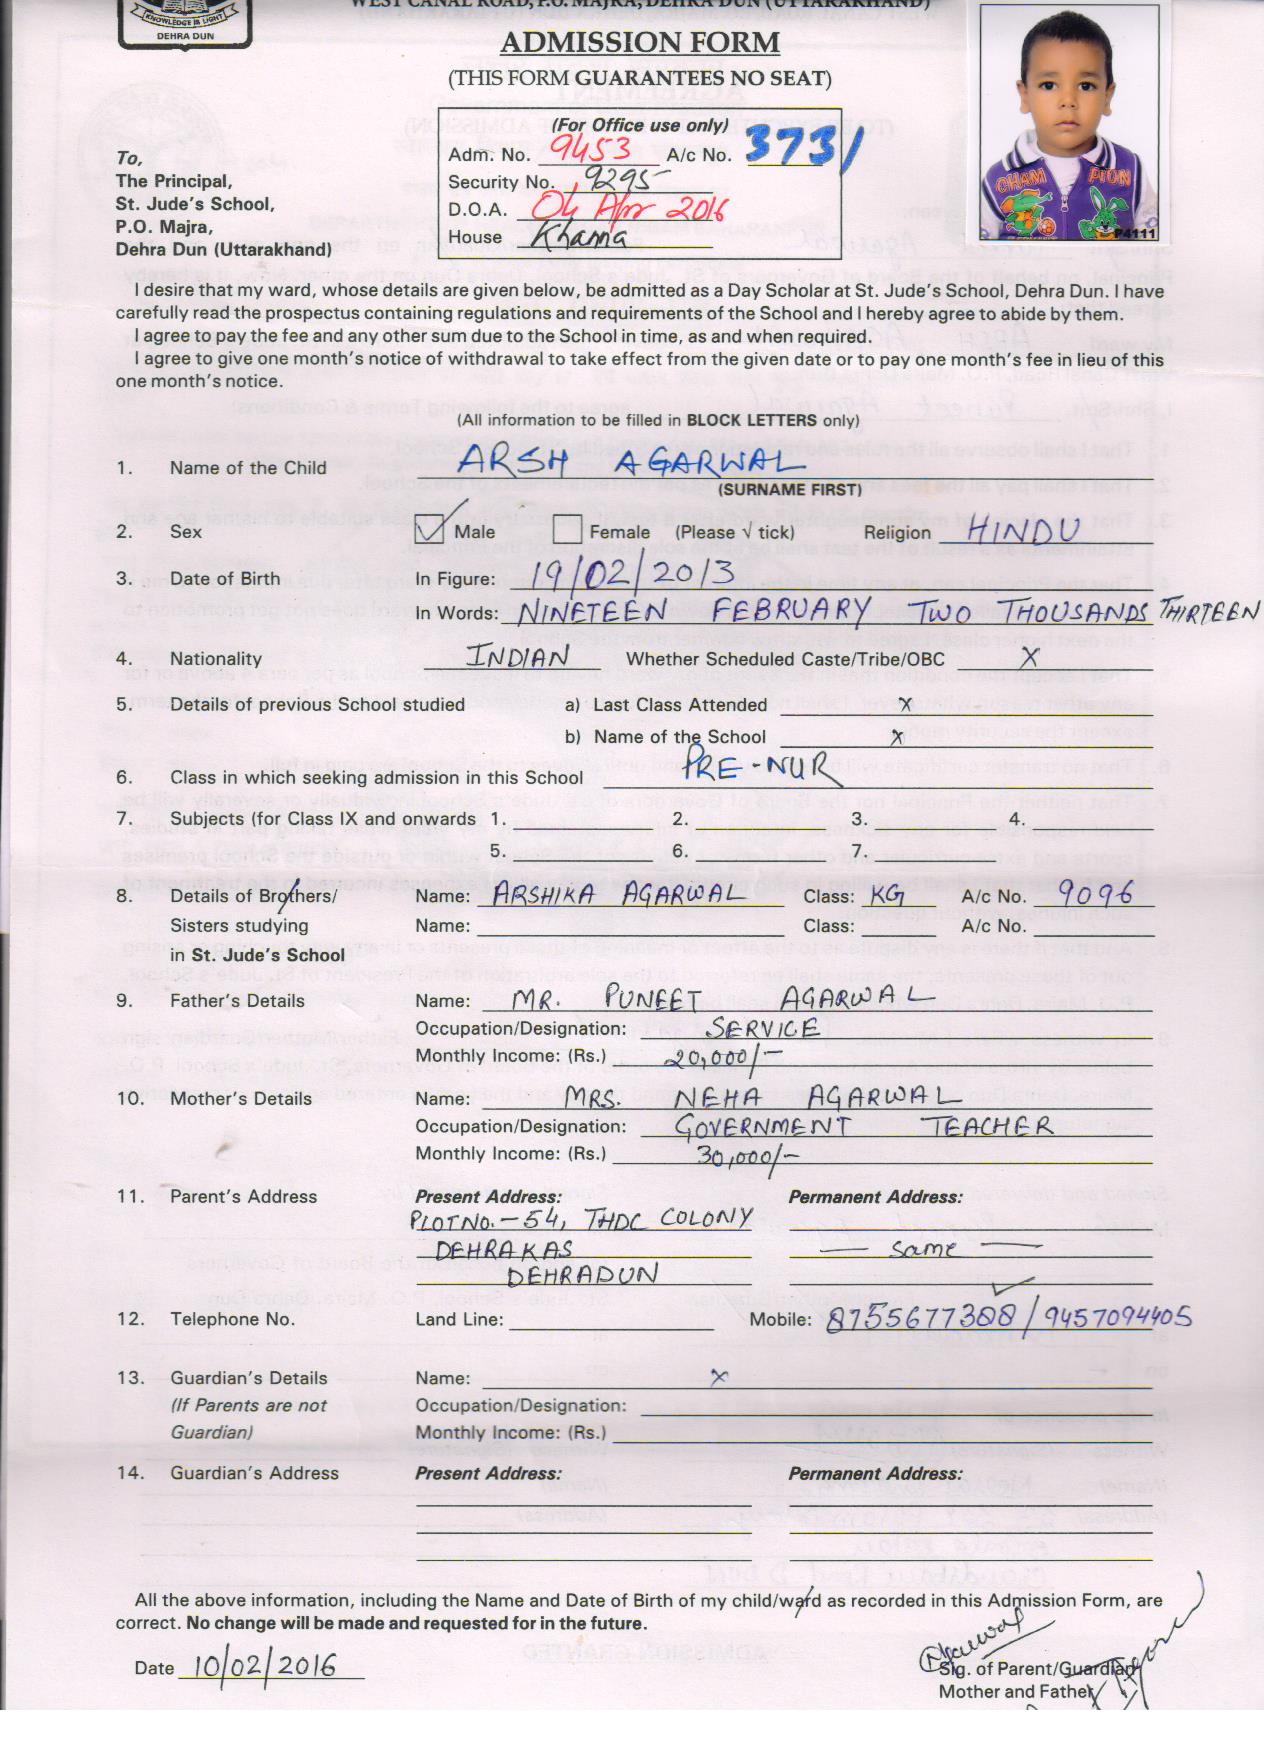 WEST CANAL ROAD, P.O. MAJRA, DEHRA DUN (UTTARAKHAND)
KNOWLEDGE IS LIGHT
DEHRA DUN
ADMISSION FORM
(THIS FORM GUARANTEES NO SEAT)
(For Office use only)
Adm. No. 9453 A/c No. 3731
Security No. 9295
D.O.A. 04 Apr 2016
House Khama
CHAM PION
P4111
To,
The Principal,
St. Jude's School,
P.O. Majra,
Dehra Dun (Uttarakhand)
I desire that my ward, whose details are given below, be admitted as a Day Scholar at St. Jude's School, Dehra Dun. I have
carefully read the prospectus containing regulations and requirements of the School and I hereby agree to abide by them.
I agree to pay the fee and any other sum due to the School in time, as and when required.
I agree to give one month's notice of withdrawal to take effect from the given date or to pay one month's fee in lieu of this
one month's notice.
(All information to be filled in BLOCK LETTERS only)
1. Name of the Child ARSH AGARWAL
(SURNAME FIRST)
2. Sex Male Female (Please √ tick) Religion HINDU
3. Date of Birth In Figure: 19/02/2013
In Words: NINETEEN FEBRUARY TWO THOUSANDS THIRTEEN
4. Nationality INDIAN Whether Scheduled Caste/Tribe/OBC X
5. Details of previous School studied a) Last Class Attended X
b) Name of the School X
6. Class in which seeking admission in this School PRE-NUR
7. Subjects (for Class IX and onwards 1. 2. 3. 4.
5. 6. 7.
8. Details of Brothers/ Name: ARSHIKA AGARWAL Class: KG A/c No. 9096
Sisters studying Name: Class: A/c No.
in St. Jude's School
9. Father's Details Name: MR. PUNEET AGARWAL
Occupation/Designation: SERVICE
Monthly Income: (Rs.) 20,000/-
10. Mother's Details Name: MRS. NEHA AGARWAL
Occupation/Designation: GOVERNMENT TEACHER
Monthly Income: (Rs.) 30,000/-
11. Parent's Address Present Address: Permanent Address:
PLOT NO.-54, THDC COLONY
DEHRAKAS — same —
DEHRADUN
12. Telephone No. Land Line: Mobile: 8755677388/9457094405
13. Guardian's Details Name: X
(If Parents are not Occupation/Designation:
Guardian) Monthly Income: (Rs.)
14. Guardian's Address Present Address: Permanent Address:
All the above information, including the Name and Date of Birth of my child/ward as recorded in this Admission Form, are
correct. No change will be made and requested for in the future.
Date 10/02/2016
Sig. of Parent/Guardian
Mother and Father